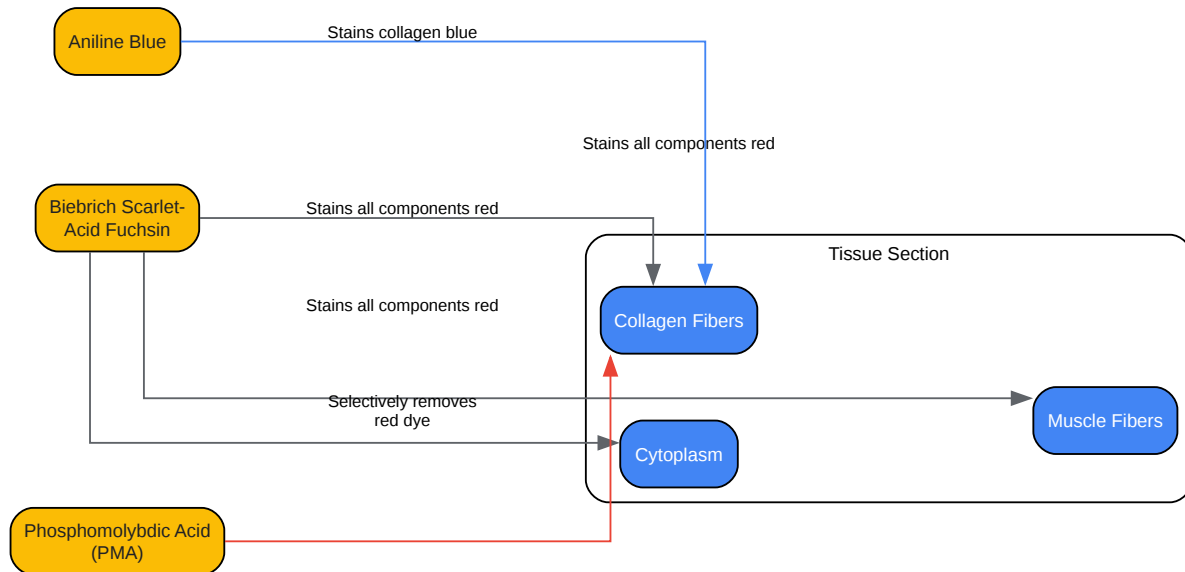 Aniline Blue
Stains collagen blue
Stains all components red
Biebrich Scarlet-
Acid Fuchsin
Stains all components red
Tissue Section
Stains all components red
Collagen Fibers
Selectively removes
red dye
Muscle Fibers
Cytoplasm
Phosphomolybdic Acid
(PMA)